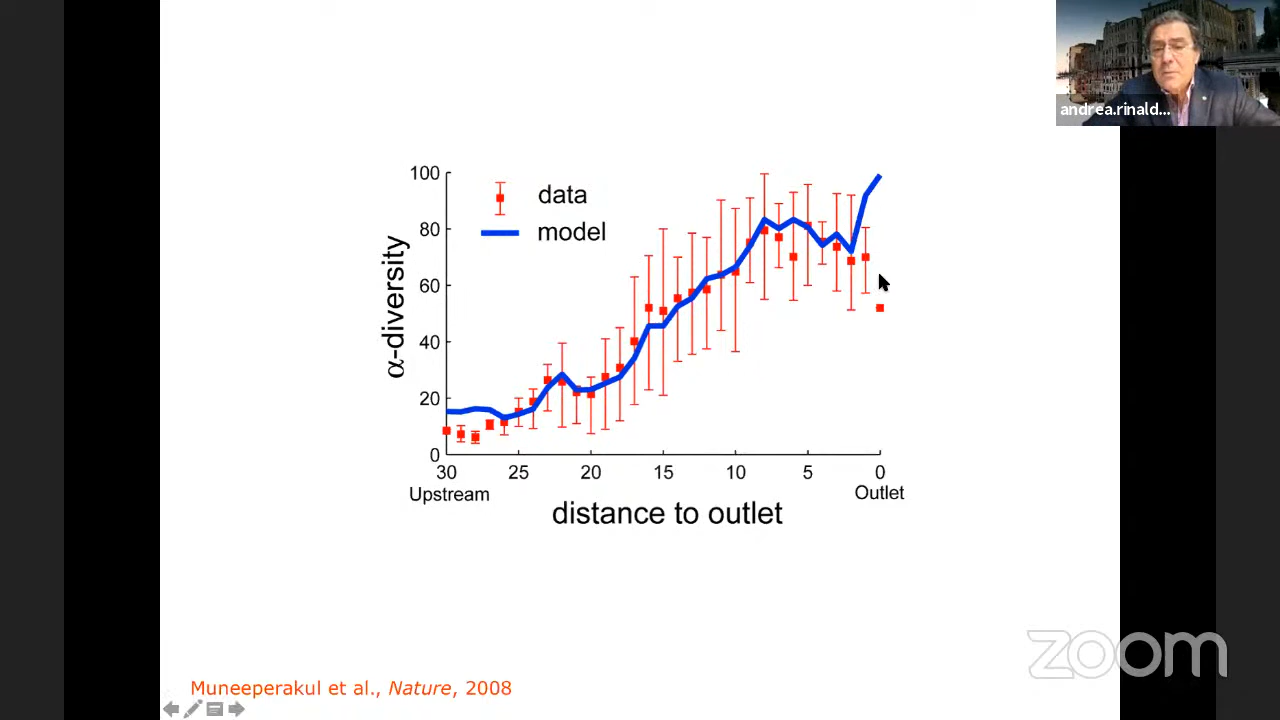 andrea.rinald...
100
data
model
80
60
40
20
0
α-diversity
30
25
20
15
10
5
0
Upstream
Outlet
distance to outlet
zoom
Muneeperakul et al., Nature, 2008